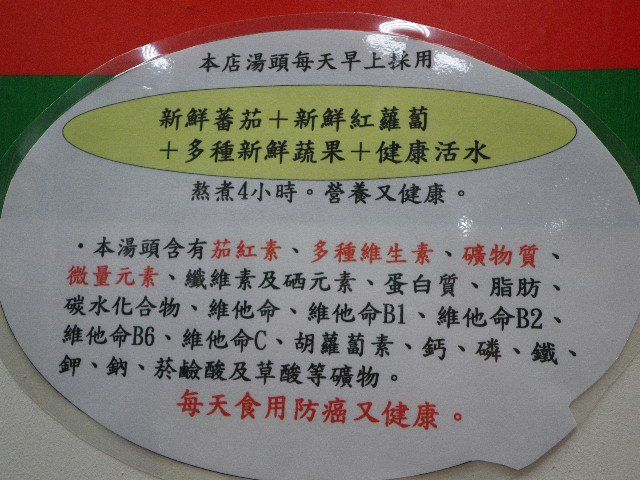 本店湯頭每天早上採用
新鮮蕃茄＋新鮮紅蘿蔔
＋多種新鮮蔬果＋健康活水
熬煮4小時。營養又健康。
·本湯頭含有茄紅素、多種維生素、礦物質、
微量元素、纖維素及硒元素、蛋白質、脂肪、
碳水化合物、維他命、維他命B1、維他命B2、
維他命B6、維他命C、胡蘿蔔素、鈣、磷、鐵、
鉀、鈉、菸鹼酸及草酸等礦物。
每天食用防癌又健康。